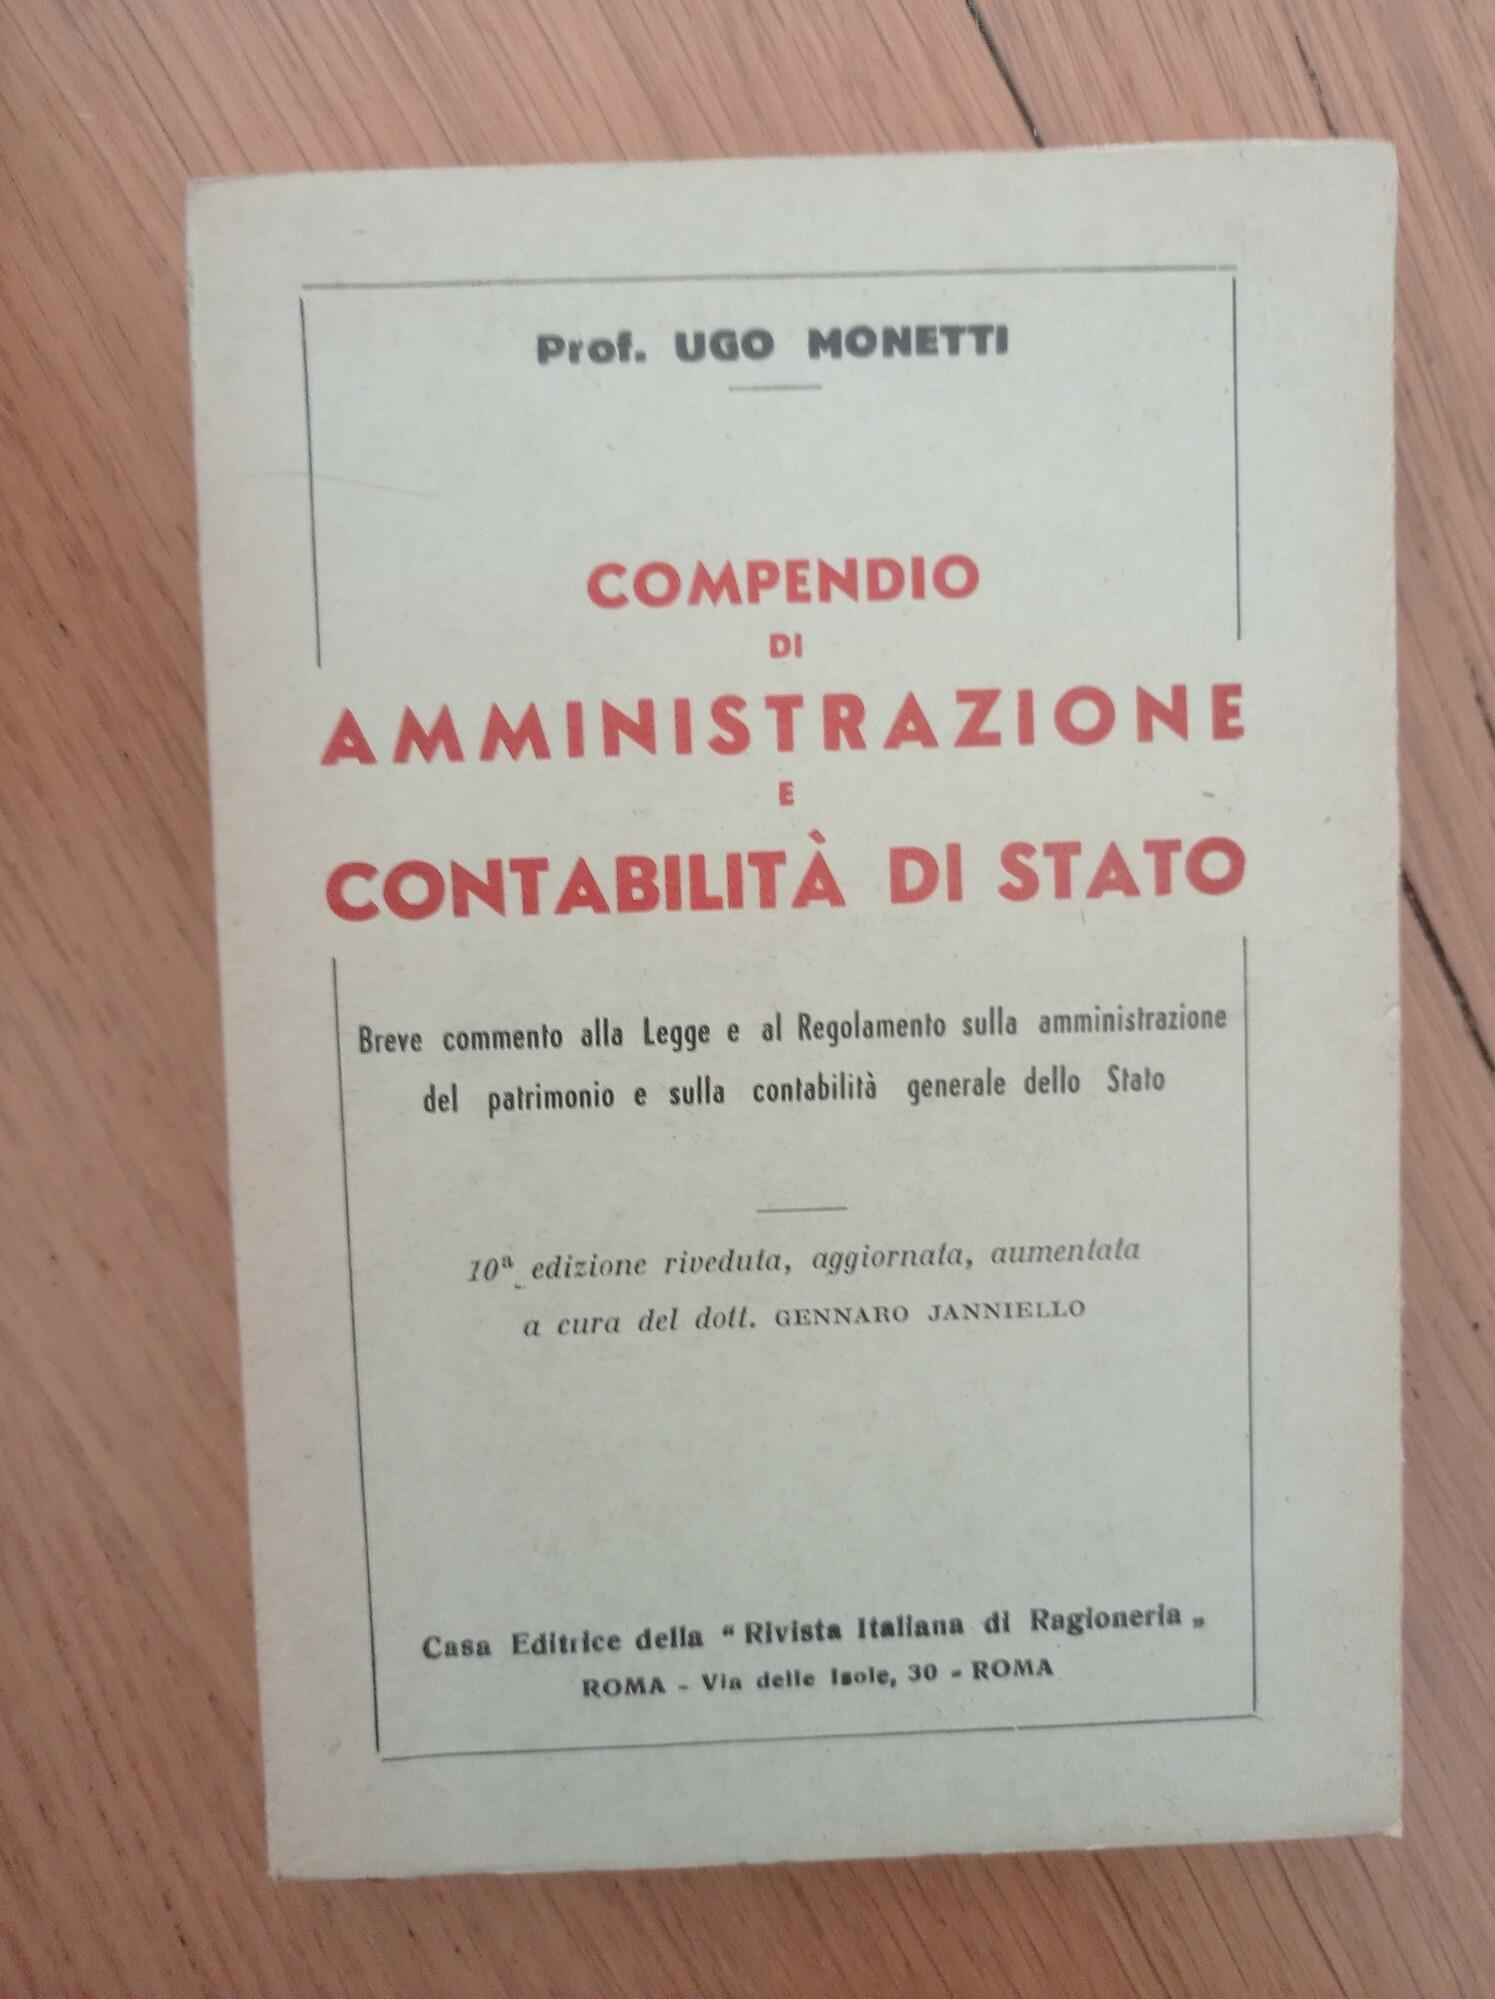 Prof. UGO MONETTI
COMPENDIO
DI
AMMINISTRAZIONE
E
CONTABILITÀ DI STATO
Breve commento alla Legge e al Regolamento sulla amministrazione
del patrimonio e sulla contabilità generale dello Stato
10ª edizione riveduta, aggiornata, aumentata
a cura del dott. GENNARO JANNIELLO
Casa Editrice della “ Rivista Italiana di Ragioneria „
ROMA - Via delle Isole, 30 - ROMA